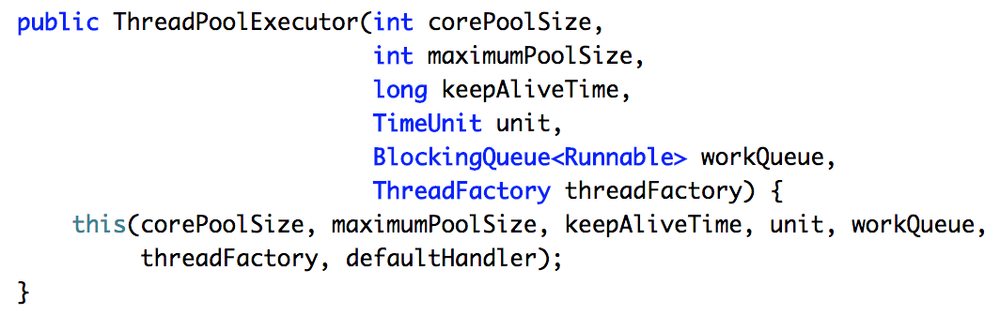 public ThreadPoolExecutor(int corePoolSize,
                          int maximumPoolSize,
                          long keepAliveTime,
                          TimeUnit unit,
                          BlockingQueue<Runnable> workQueue,
                          ThreadFactory threadFactory) {
    this(corePoolSize, maximumPoolSize, keepAliveTime, unit, workQueue,
         threadFactory, defaultHandler);
}